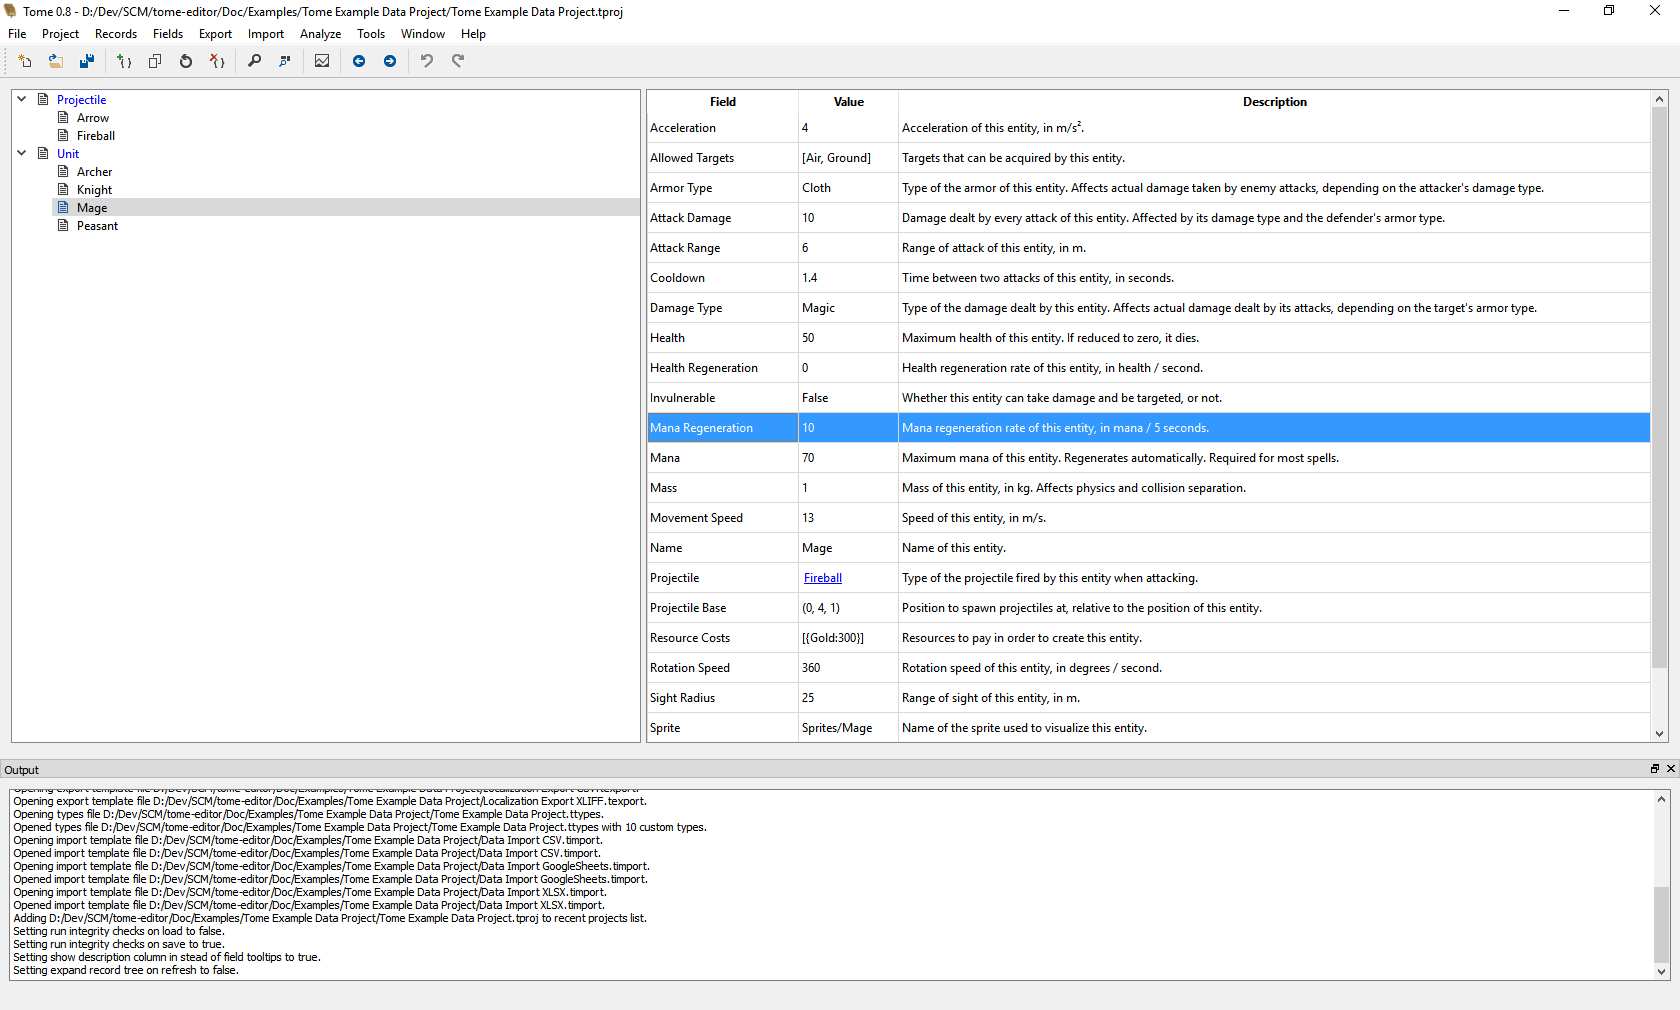 Tome 0.8 - D:/Dev/SCM/tome-editor/Doc/Examples/Tome Example Data Project/Tome Example Data Project.tproj
File Project Records Fields Export Import Analyze Tools Window Help
Projectile
Arrow
Fireball
Unit
Archer
Knight
Mage
Peasant
Field Value Description
Acceleration 4 Acceleration of this entity, in m/s².
Allowed Targets [Air, Ground] Targets that can be acquired by this entity.
Armor Type Cloth Type of the armor of this entity. Affects actual damage taken by enemy attacks, depending on the attacker's damage type.
Attack Damage 10 Damage dealt by every attack of this entity. Affected by its damage type and the defender's armor type.
Attack Range 6 Range of attack of this entity, in m.
Cooldown 1.4 Time between two attacks of this entity, in seconds.
Damage Type Magic Type of the damage dealt by this entity. Affects actual damage dealt by its attacks, depending on the target's armor type.
Health 50 Maximum health of this entity. If reduced to zero, it dies.
Health Regeneration 0 Health regeneration rate of this entity, in health / second.
Invulnerable False Whether this entity can take damage and be targeted, or not.
Mana Regeneration 10 Mana regeneration rate of this entity, in mana / 5 seconds.
Mana 70 Maximum mana of this entity. Regenerates automatically. Required for most spells.
Mass 1 Mass of this entity, in kg. Affects physics and collision separation.
Movement Speed 13 Speed of this entity, in m/s.
Name Mage Name of this entity.
Projectile Fireball Type of the projectile fired by this entity when attacking.
Projectile Base (0, 4, 1) Position to spawn projectiles at, relative to the position of this entity.
Resource Costs [{Gold:300}] Resources to pay in order to create this entity.
Rotation Speed 360 Rotation speed of this entity, in degrees / second.
Sight Radius 25 Range of sight of this entity, in m.
Sprite Sprites/Mage Name of the sprite used to visualize this entity.
Output
Opening export template file D:/Dev/SCM/tome-editor/Doc/Examples/Tome Example Data Project/Localization Export CSV.texport.
Opening export template file D:/Dev/SCM/tome-editor/Doc/Examples/Tome Example Data Project/Localization Export XLIFF.texport.
Opening types file D:/Dev/SCM/tome-editor/Doc/Examples/Tome Example Data Project/Tome Example Data Project.ttypes.
Opened types file D:/Dev/SCM/tome-editor/Doc/Examples/Tome Example Data Project/Tome Example Data Project.ttypes with 10 custom types.
Opening import template file D:/Dev/SCM/tome-editor/Doc/Examples/Tome Example Data Project/Data Import CSV.timport.
Opened import template file D:/Dev/SCM/tome-editor/Doc/Examples/Tome Example Data Project/Data Import CSV.timport.
Opening import template file D:/Dev/SCM/tome-editor/Doc/Examples/Tome Example Data Project/Data Import GoogleSheets.timport.
Opened import template file D:/Dev/SCM/tome-editor/Doc/Examples/Tome Example Data Project/Data Import GoogleSheets.timport.
Opening import template file D:/Dev/SCM/tome-editor/Doc/Examples/Tome Example Data Project/Data Import XLSX.timport.
Opened import template file D:/Dev/SCM/tome-editor/Doc/Examples/Tome Example Data Project/Data Import XLSX.timport.
Adding D:/Dev/SCM/tome-editor/Doc/Examples/Tome Example Data Project/Tome Example Data Project.tproj to recent projects list.
Setting run integrity checks on load to false.
Setting run integrity checks on save to true.
Setting show description column in stead of field tooltips to true.
Setting expand record tree on refresh to false.